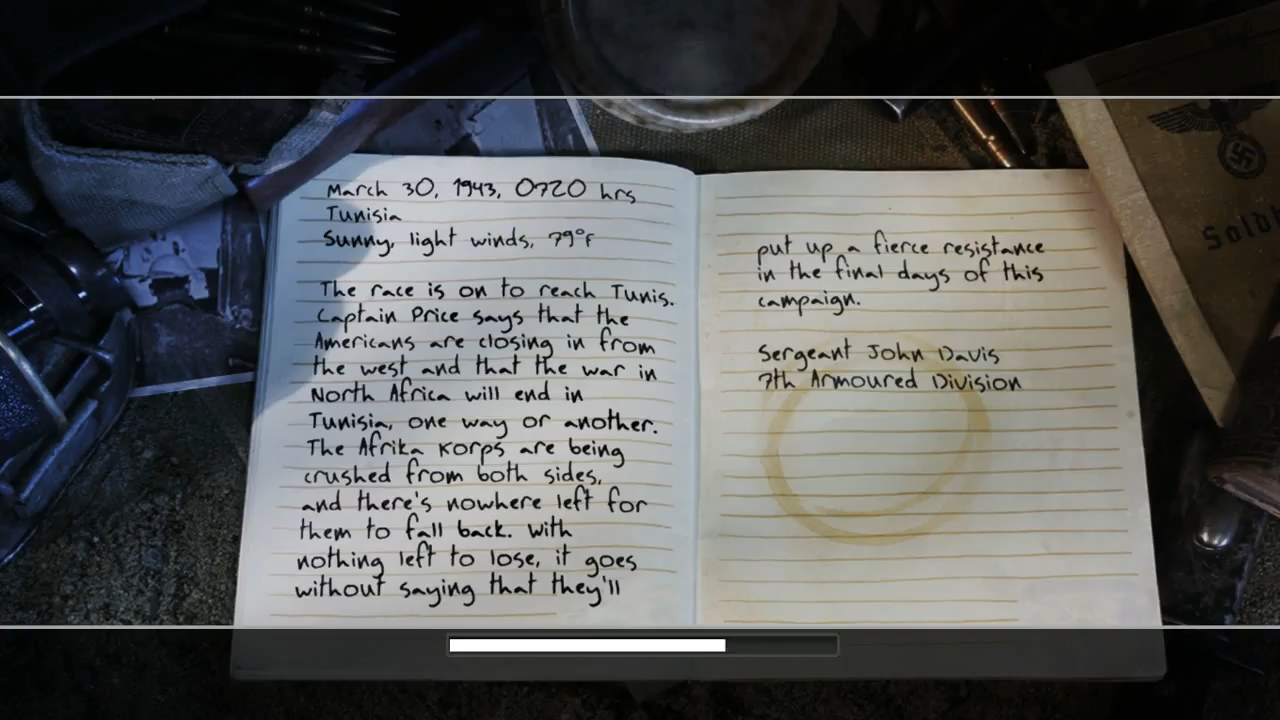 March 30, 1943, 0720 hrs
Tunisia
Sunny, light winds, 79°F
The race is on to reach Tunis.
Captain Price says that the
Americans are closing in from
the west and that the war in
North Africa will end in
Tunisia, one way or another.
The Afrika Korps are being
crushed from both sides,
and there's nowhere left for
them to fall back. With
nothing left to lose, it goes
without saying that they'll
put up a fierce resistance
in the final days of this
campaign.
Sergeant John Davis
7th Armoured Division